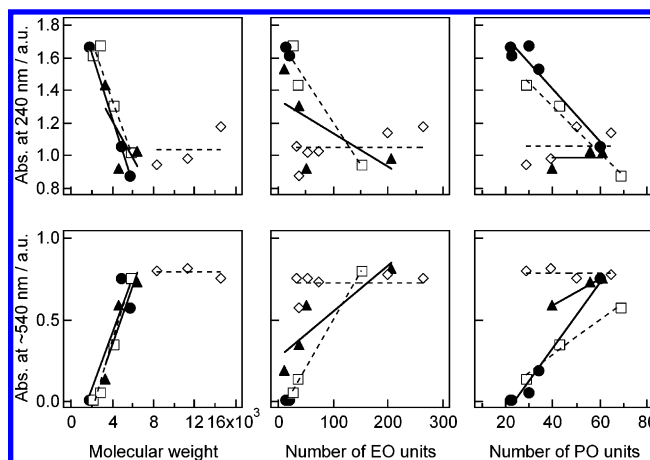 Abs. at 240 nm / a.u.
1.8
1.6
1.4
1.2
1.0
0.8
Abs. at ~540 nm / a.u.
1.0
0.5
0.0
0 4 8 12 16x10³
Molecular weight
0 100 200 300
Number of EO units
20 40 60 80
Number of PO units